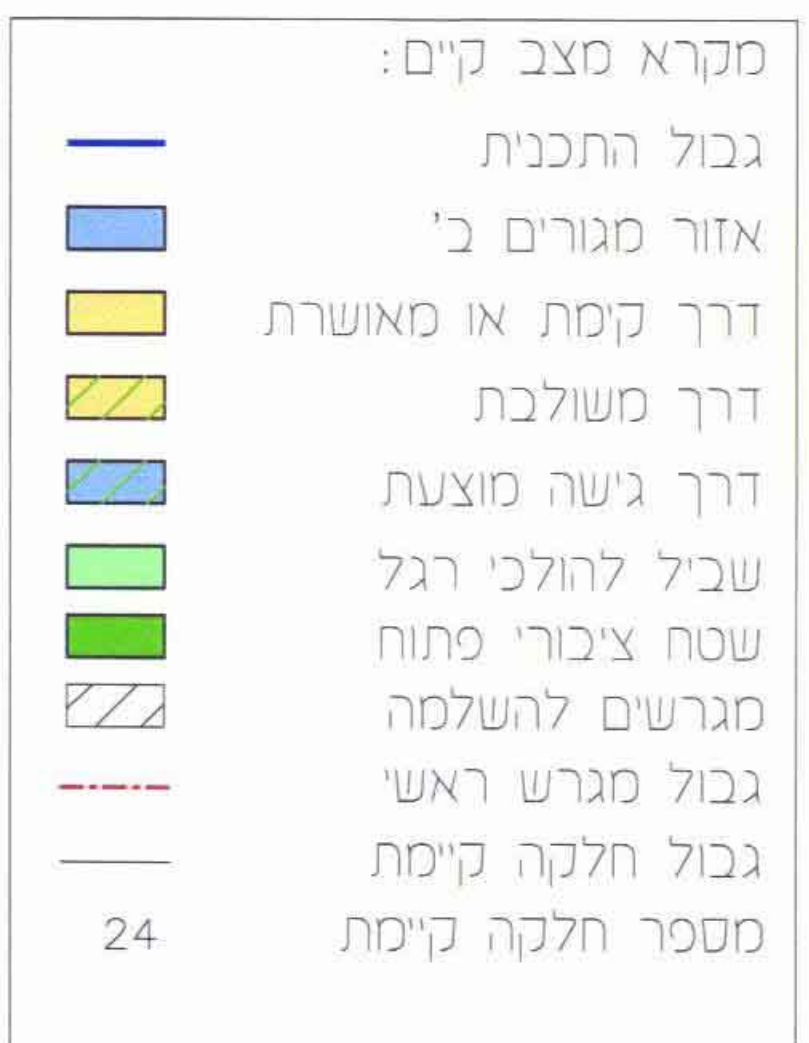 מקרא מצב קיים:
גבול התכנית
אזור מגורים ב'
דרך קימת או מאושרת
דרך משולבת
דרך גישה מוצעת
שביל להולכי רגל
שטח ציבורי פתוח
מגרשים להשלמה
גבול מגרש ראשי
גבול חלקה קיימת
מספר חלקה קיימת 24